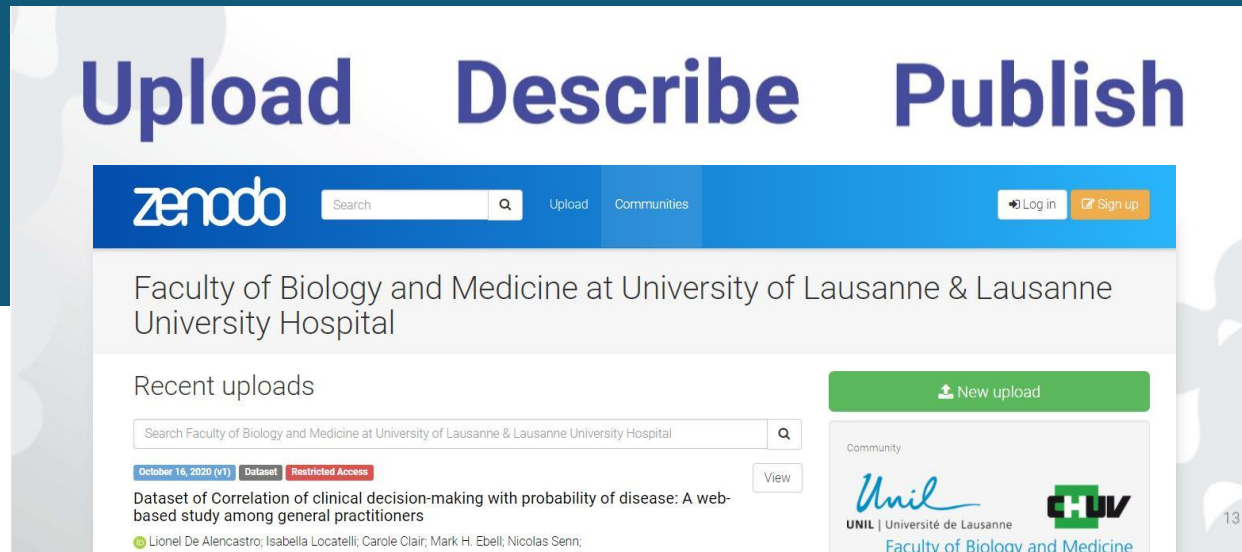 Upload Describe Publish
zenodo Search Upload Communities Log in Sign up
Faculty of Biology and Medicine at University of Lausanne & Lausanne
University Hospital
Recent uploads
New upload
Search Faculty of Biology and Medicine at University of Lausanne & Lausanne University Hospital
Community
October 16, 2020 (v1) Dataset Restricted Access
View
Dataset of Correlation of clinical decision-making with probability of disease: A web-
based study among general practitioners
iD Lionel De Alencastro; Isabella Locatelli; Carole Clair; Mark H. Ebell; Nicolas Senn;
Unil
UNIL | Université de Lausanne
CHUV
Faculty of Biology and Medicine
13